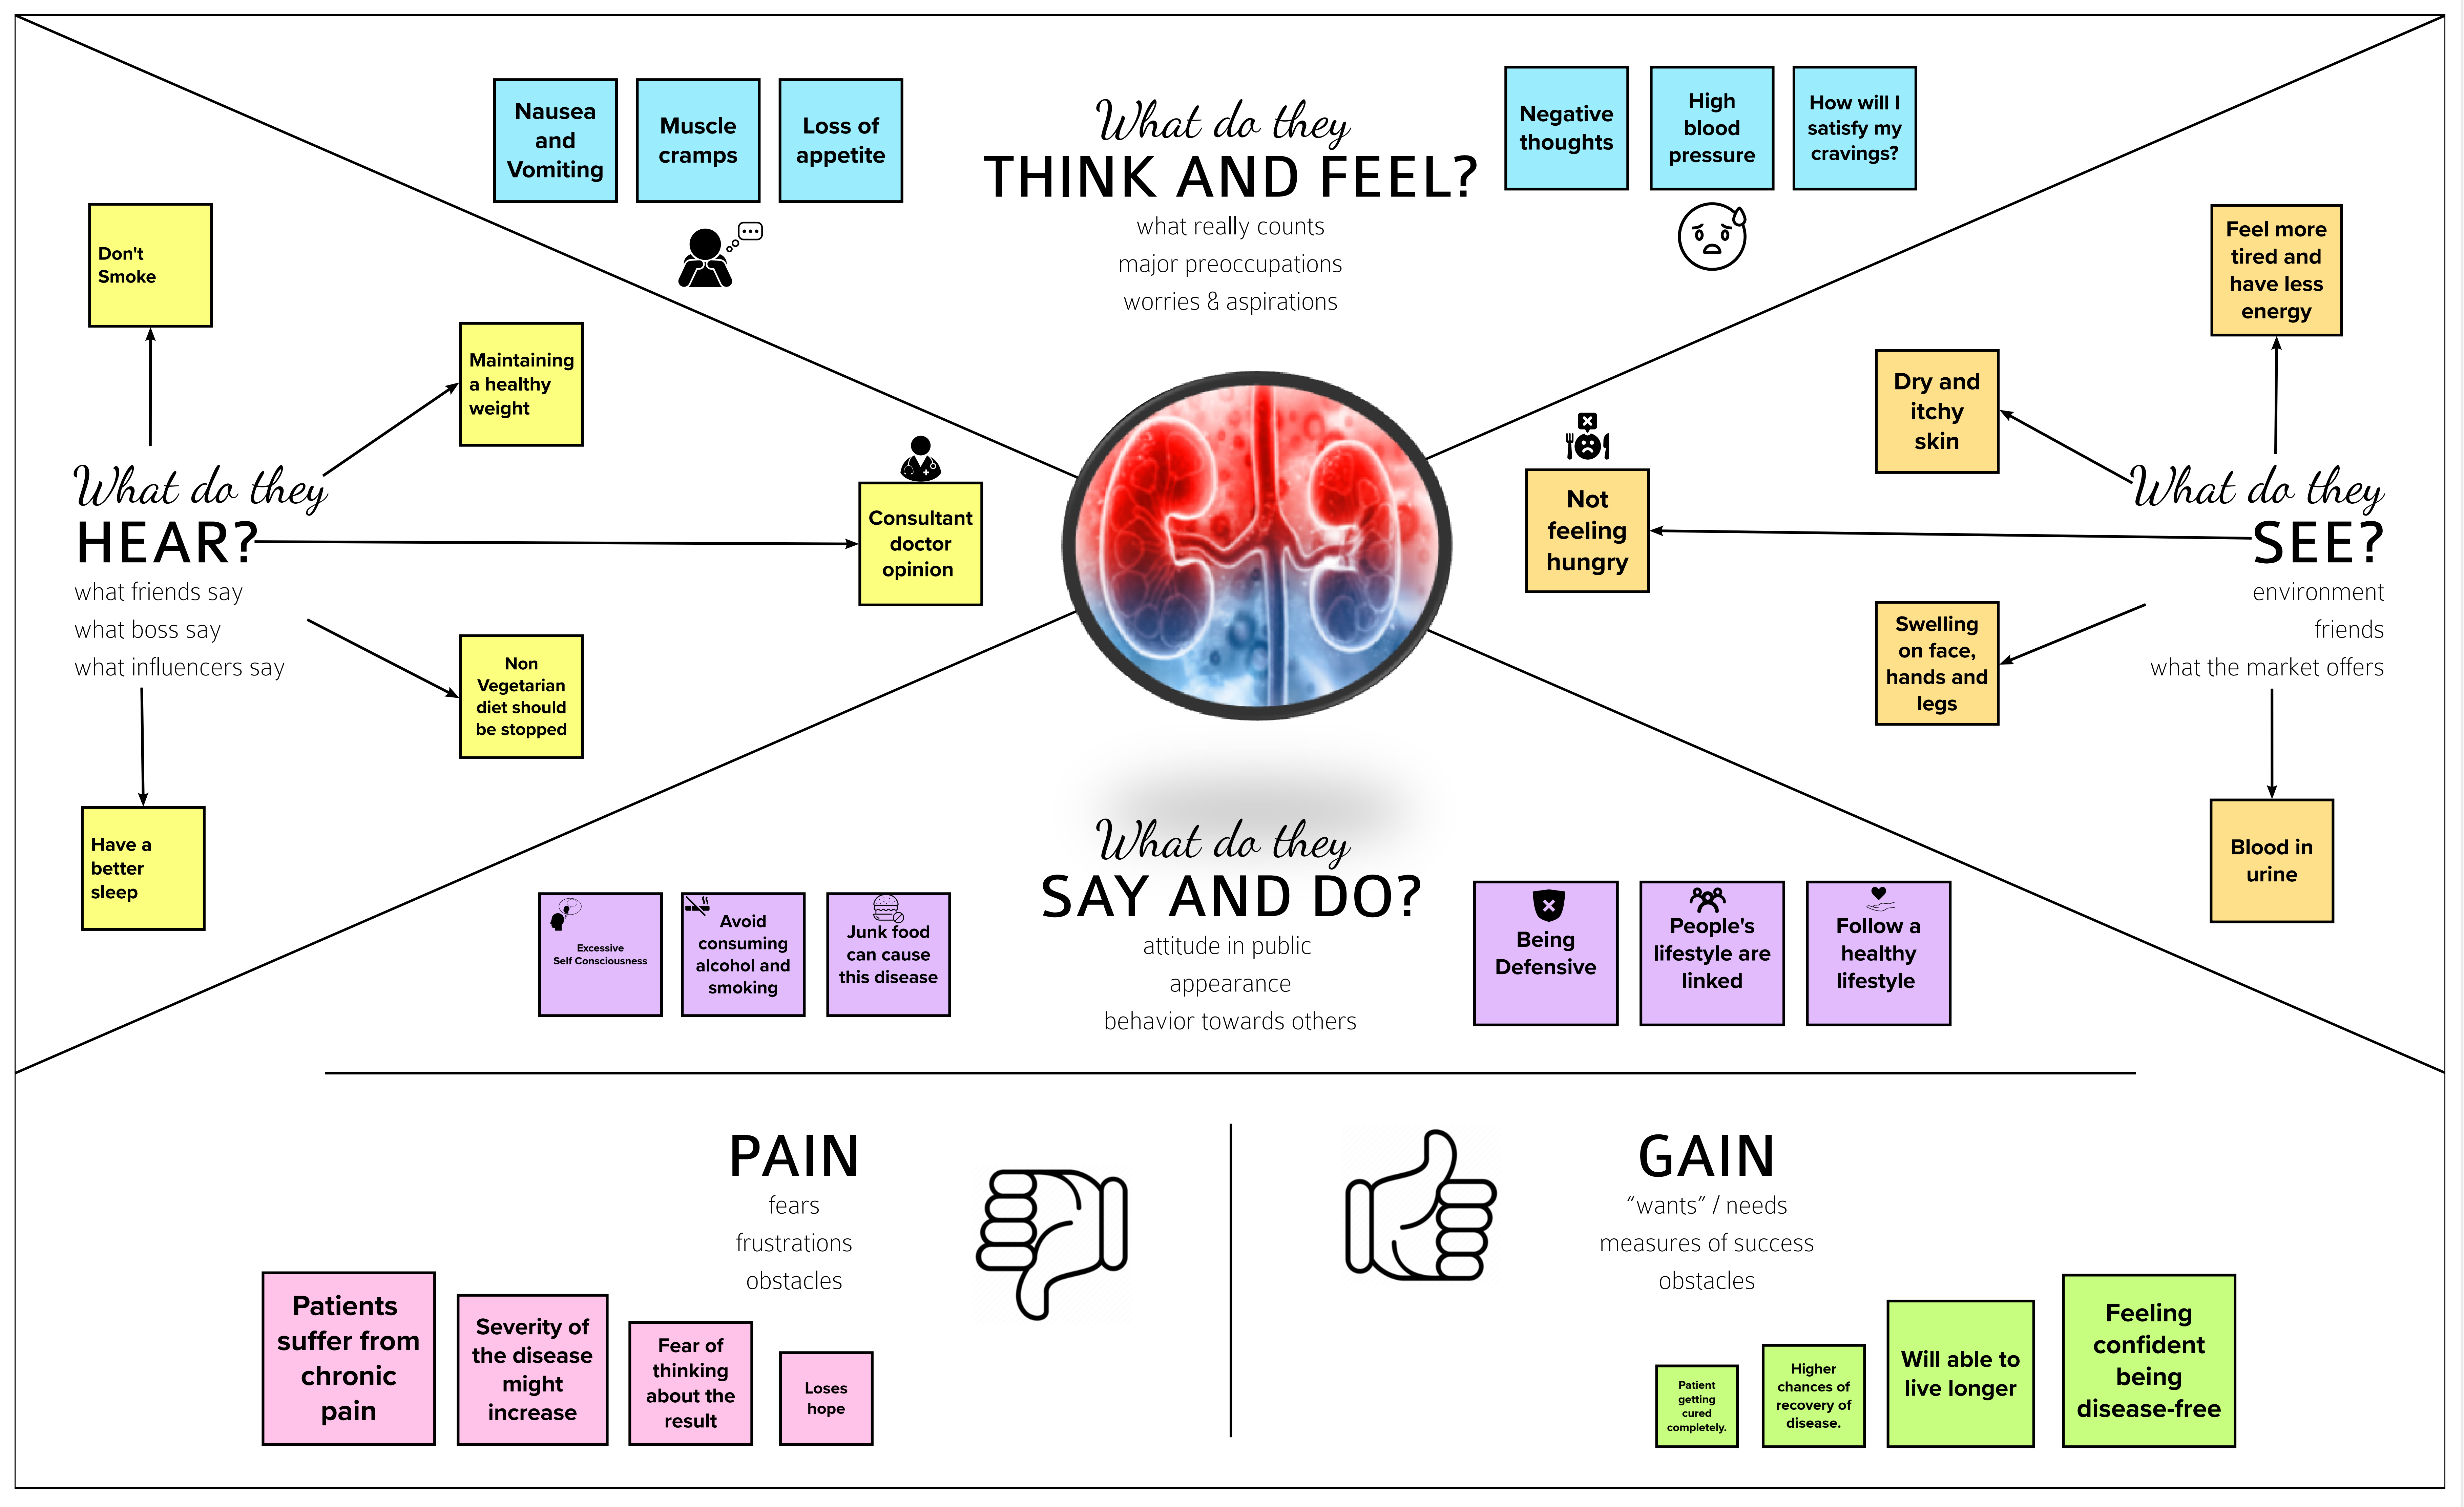 Nausea
and
Vomiting
Muscle
cramps
Loss of
appetite
What do they
THINK AND FEEL?
what really counts
major preoccupations
worries & aspirations
Negative
thoughts
High
blood
pressure
How will I
satisfy my
cravings?
Don't
Smoke
Maintaining
a healthy
weight
What do they
HEAR?
what friends say
what boss say
what influencers say
Consultant
doctor
opinion
Non
Vegetarian
diet should
be stopped
Have a
better
sleep
Feel more
tired and
have less
energy
Dry and
itchy
skin
Not
feeling
hungry
What do they
SEE?
environment
friends
what the market offers
Swelling
on face,
hands and
legs
Blood in
urine
What do they
SAY AND DO?
attitude in public
appearance
behavior towards others
Excessive
Self Consciousness
Avoid
consuming
alcohol and
smoking
Junk food
can cause
this disease
Being
Defensive
People's
lifestyle are
linked
Follow a
healthy
lifestyle
PAIN
fears
frustrations
obstacles
Patients
suffer from
chronic
pain
Severity of
the disease
might
increase
Fear of
thinking
about the
result
Loses
hope
GAIN
“wants” / needs
measures of success
obstacles
Patient
getting
cured
completely.
Higher
chances of
recovery of
disease.
Will able to
live longer
Feeling
confident
being
disease-free